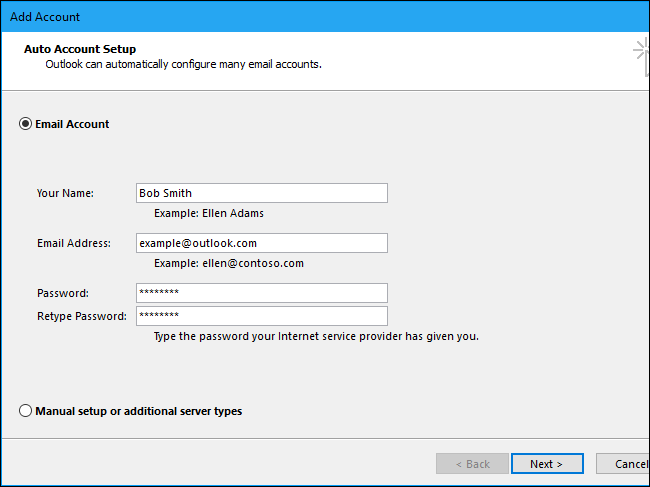 Add Account
Auto Account Setup
Outlook can automatically configure many email accounts.
Email Account
Your Name: Bob Smith
Example: Ellen Adams
Email Address: example@outlook.com
Example: ellen@contoso.com
Password: ********
Retype Password: ********
Type the password your Internet service provider has given you.
Manual setup or additional server types
< Back Next > Cancel